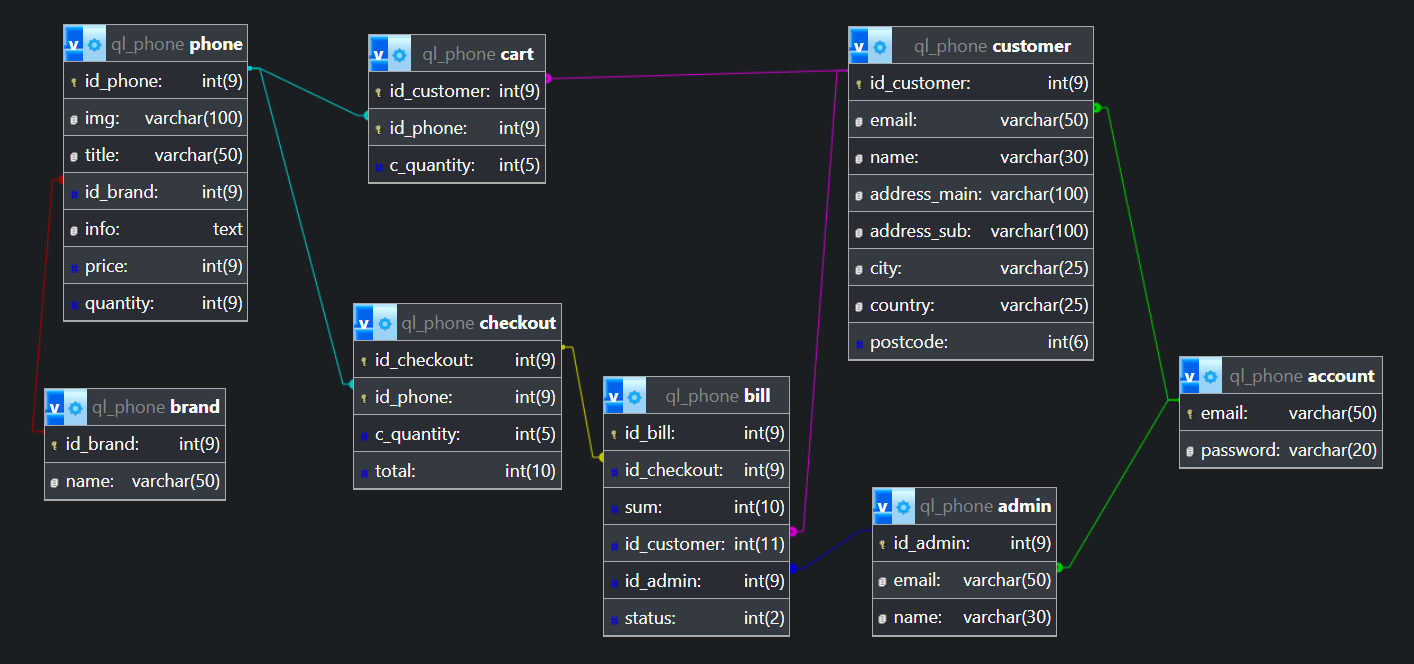 v ql_phone phone
id_phone: int(9)
img: varchar(100)
title: varchar(50)
# id_brand: int(9)
info: text
# price: int(9)
# quantity: int(9)
v ql_phone cart
id_customer: int(9)
id_phone: int(9)
# c_quantity: int(5)
v ql_phone customer
id_customer: int(9)
email: varchar(50)
name: varchar(30)
address_main: varchar(100)
address_sub: varchar(100)
city: varchar(25)
country: varchar(25)
# postcode: int(6)
v ql_phone checkout
id_checkout: int(9)
id_phone: int(9)
# c_quantity: int(5)
# total: int(10)
v ql_phone brand
id_brand: int(9)
name: varchar(50)
v ql_phone bill
id_bill: int(9)
# id_checkout: int(9)
# sum: int(10)
# id_customer: int(11)
# id_admin: int(9)
# status: int(2)
v ql_phone account
email: varchar(50)
password: varchar(20)
v ql_phone admin
id_admin: int(9)
email: varchar(50)
name: varchar(30)